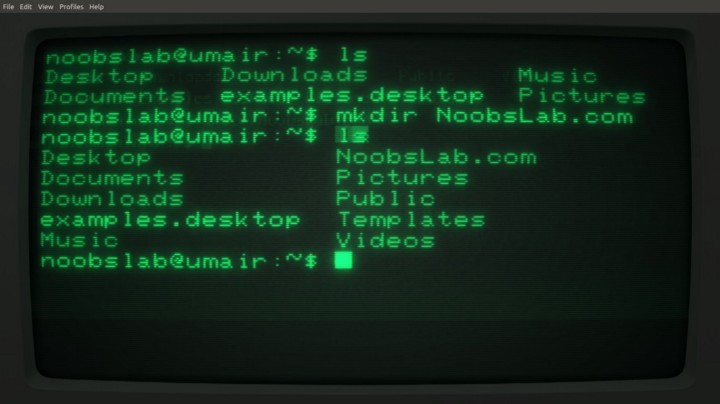 File Edit View Profiles Help
noobslab@umair:~$ ls
Desktop Downloads Music
Documents examples.desktop Pictures
noobslab@umair:~$ mkdir NoobsLab.com
noobslab@umair:~$ ls
Desktop NoobsLab.com
Documents Pictures
Downloads Public
examples.desktop Templates
Music Videos
noobslab@umair:~$